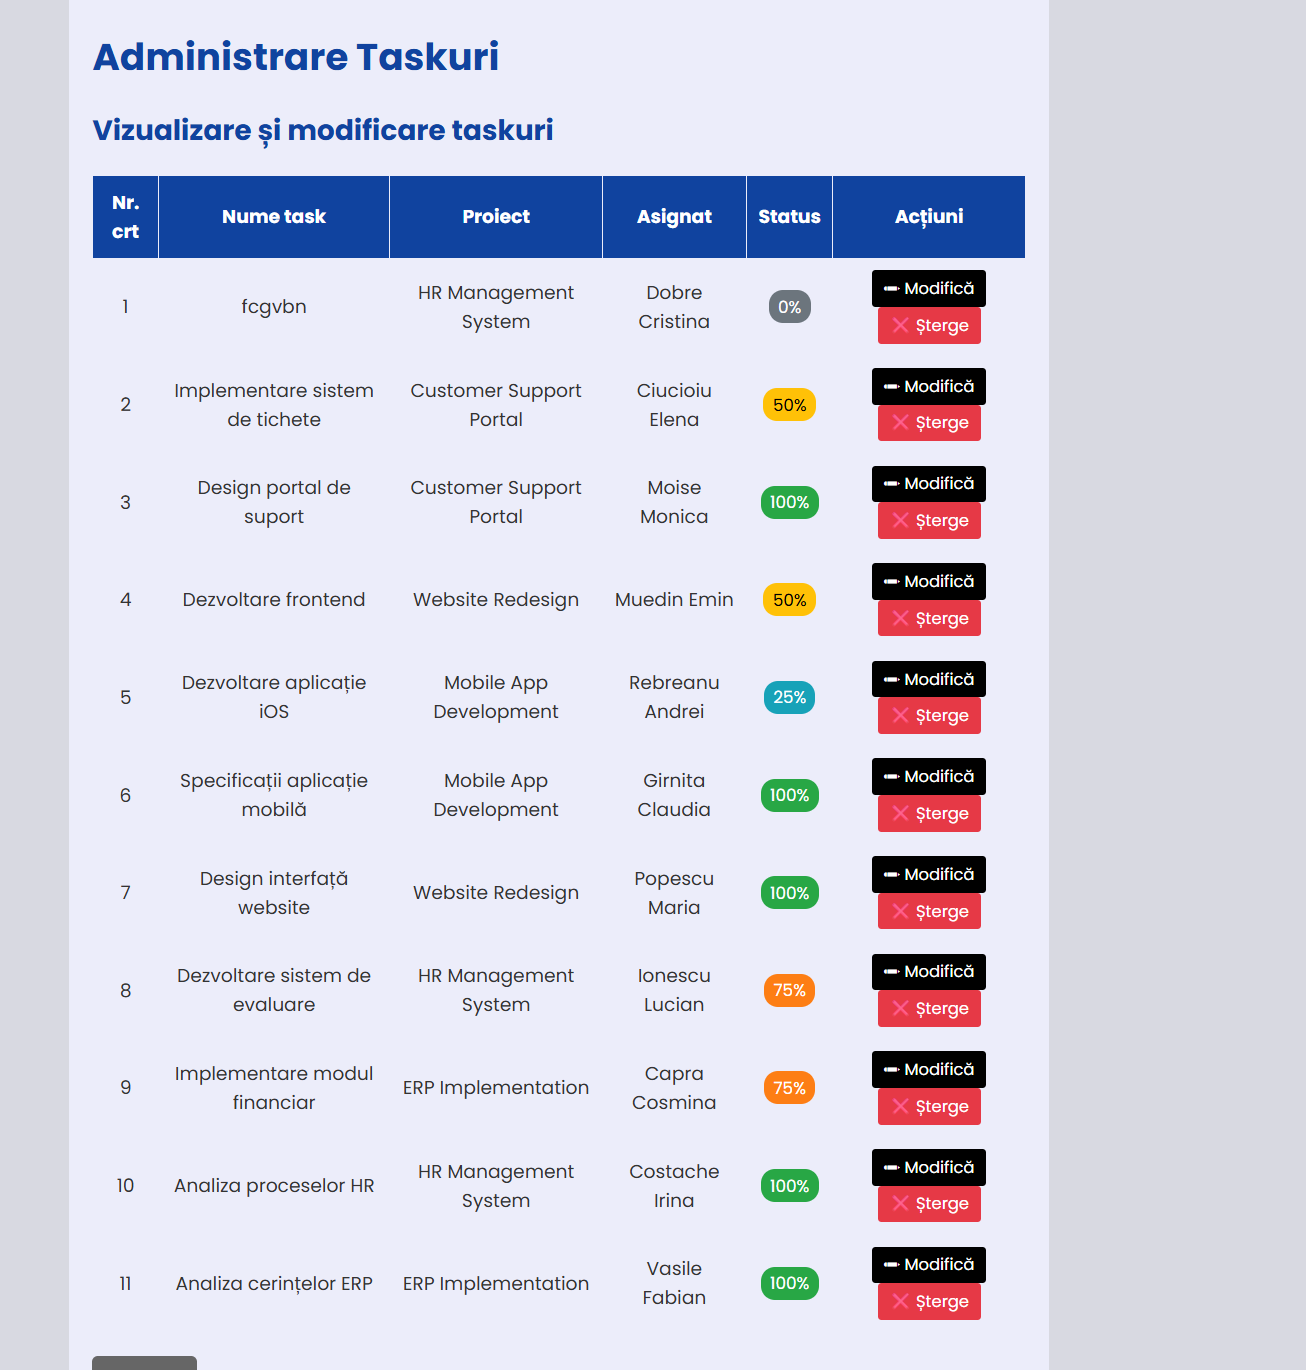 Administrare Taskuri
Vizualizare și modificare taskuri
Nr. crt Nume task Proiect Asignat Status Acțiuni
1 fcgvbn HR Management System Dobre Cristina 0% Modifică Șterge
2 Implementare sistem de tichete Customer Support Portal Ciucioiu Elena 50% Modifică Șterge
3 Design portal de suport Customer Support Portal Moise Monica 100% Modifică Șterge
4 Dezvoltare frontend Website Redesign Muedin Emin 50% Modifică Șterge
5 Dezvoltare aplicație iOS Mobile App Development Rebreanu Andrei 25% Modifică Șterge
6 Specificații aplicație mobilă Mobile App Development Girnita Claudia 100% Modifică Șterge
7 Design interfață website Website Redesign Popescu Maria 100% Modifică Șterge
8 Dezvoltare sistem de evaluare HR Management System Ionescu Lucian 75% Modifică Șterge
9 Implementare modul financiar ERP Implementation Capra Cosmina 75% Modifică Șterge
10 Analiza proceselor HR HR Management System Costache Irina 100% Modifică Șterge
11 Analiza cerințelor ERP ERP Implementation Vasile Fabian 100% Modifică Șterge